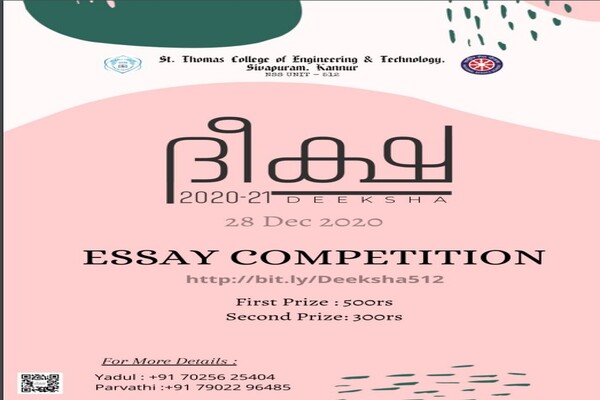 St. Thomas College of Engineering & Technology,
Sivapuram, Kannur
NSS UNIT - 512
ദീക്ഷ
2020-21 DEEKSHA
28 Dec 2020
ESSAY COMPETITION
http://bit.ly/Deeksha512
First Prize : 500rs
Second Prize: 300rs
For More Details :
Yadul : +91 70256 25404
Parvathi :+91 79022 96485